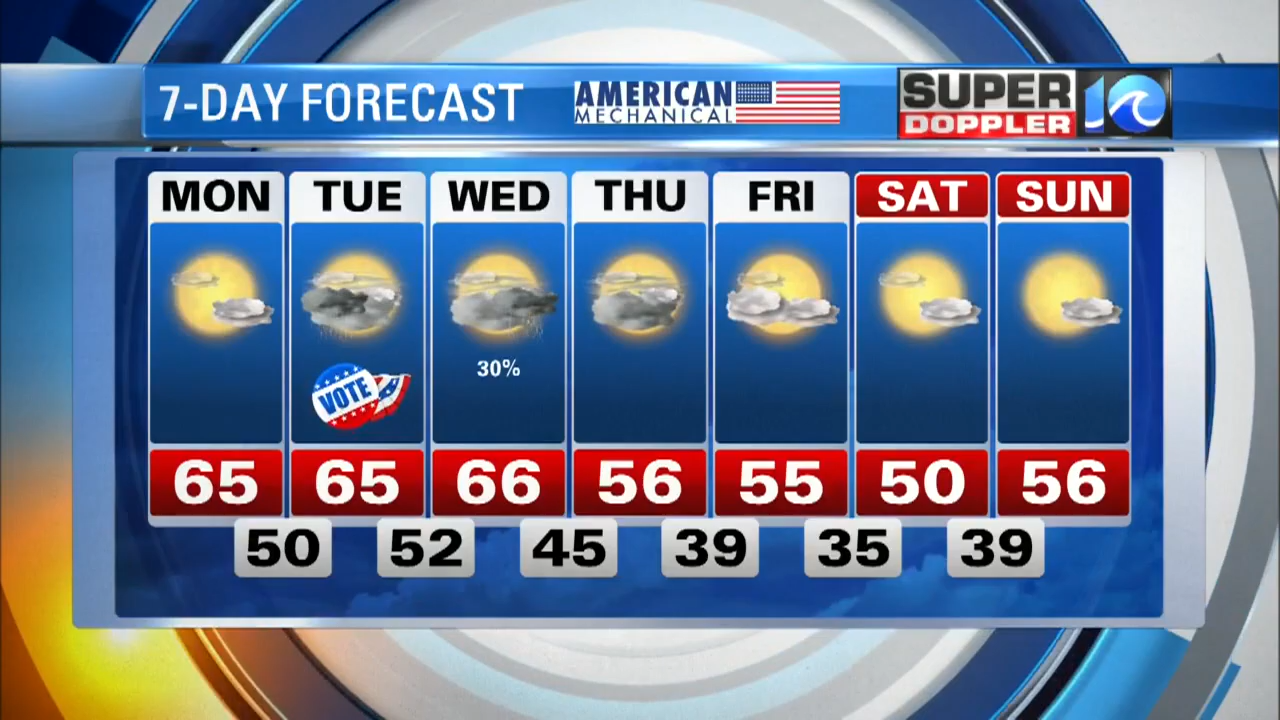 7-DAY FORECAST
AMERICAN
MECHANICAL
SUPER
DOPPLER
10
MON TUE WED THU FRI SAT SUN
30%
VOTE
65 65 66 56 55 50 56
50 52 45 39 35 39